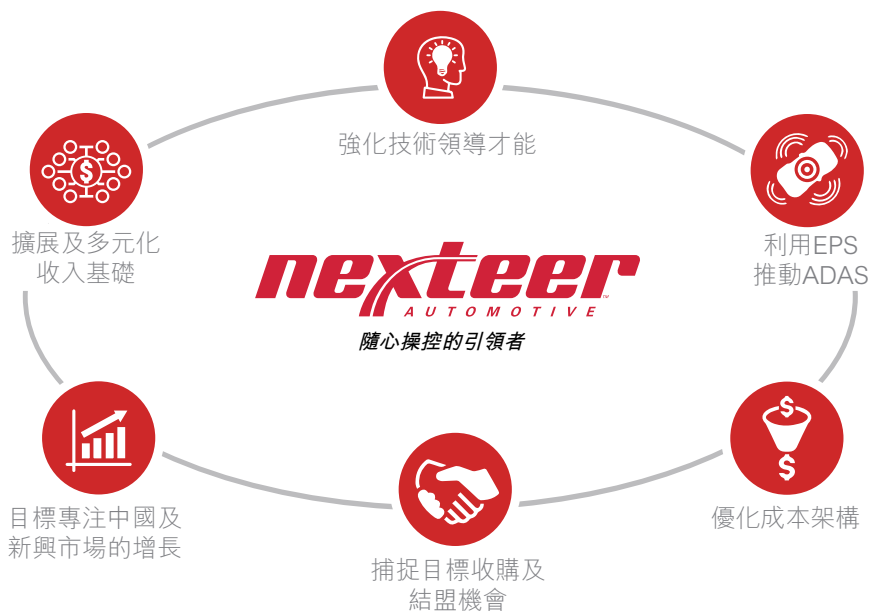 強化技術領導才能
擴展及多元化
收入基礎
利用EPS
推動ADAS
nexteer
AUTOMOTIVE
隨心操控的引領者
目標專注中國及
新興市場的增長
捕捉目標收購及
結盟機會
優化成本架構